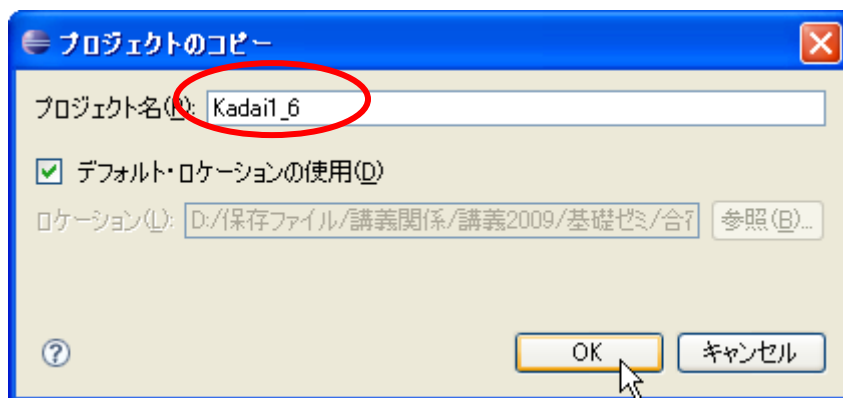 プロジェクトのコピー
プロジェクト名(P): Kadai1_6
デフォルト・ロケーションの使用(D)
ロケーション(L): D:/保存ファイル/講義関係/講義2009/基礎ゼミ/合 参照(B)...
? OK キャンセル